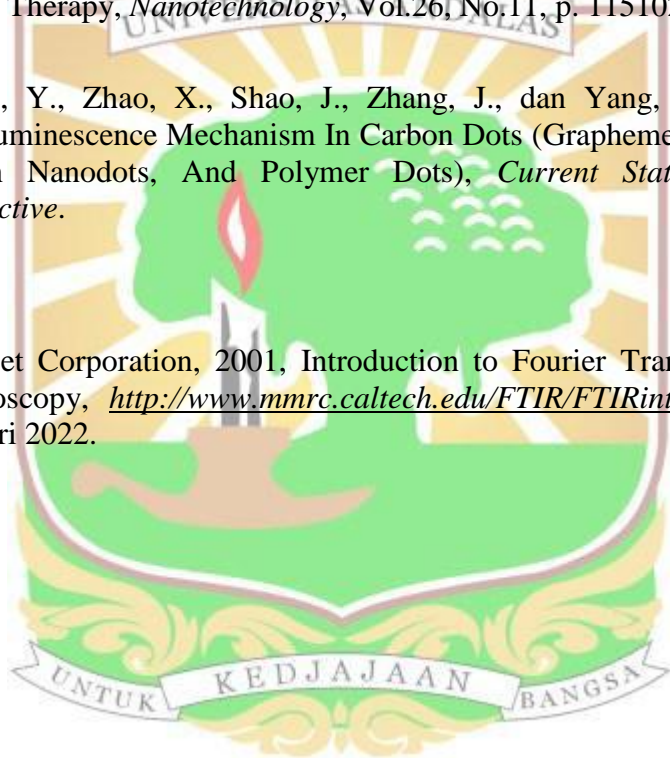 Therapy, Nanotechnology, Vol.26, No.11, p. 11510
UNIVERSITAS ANDALAS
, Y., Zhao, X., Shao, J., Zhang, J., dan Yang,
uminescence Mechanism In Carbon Dots (Grapheme
Nanodots, And Polymer Dots), Current Stat
ctive.
et Corporation, 2001, Introduction to Fourier Tran
oscopy, http://www.mmrc.caltech.edu/FTIR/FTIRint
ri 2022.
UNTUK KEDJAJAAN BANGSA